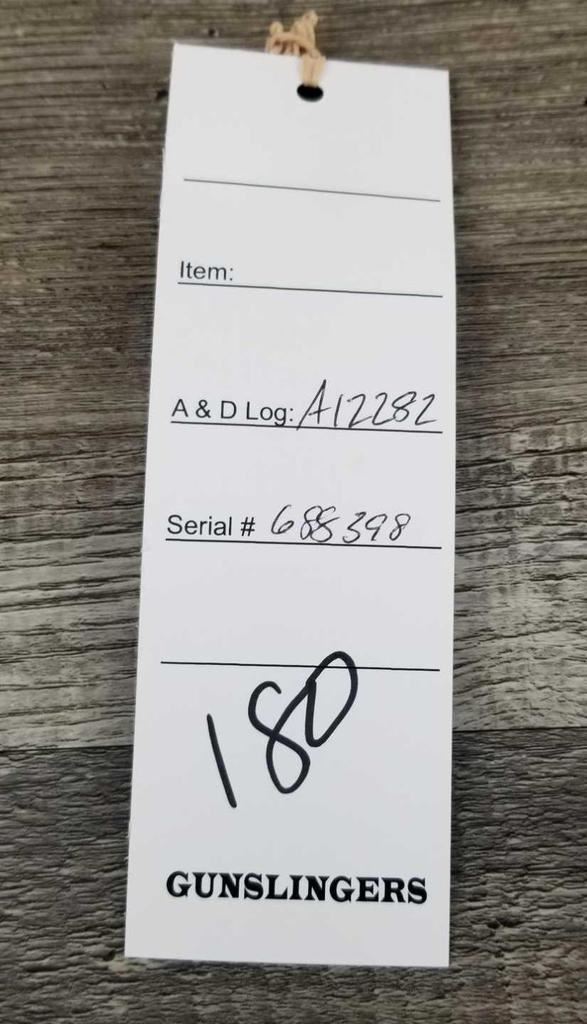 Item:
A & D Log: A12282
Serial # 688398
180
GUNSLINGERS